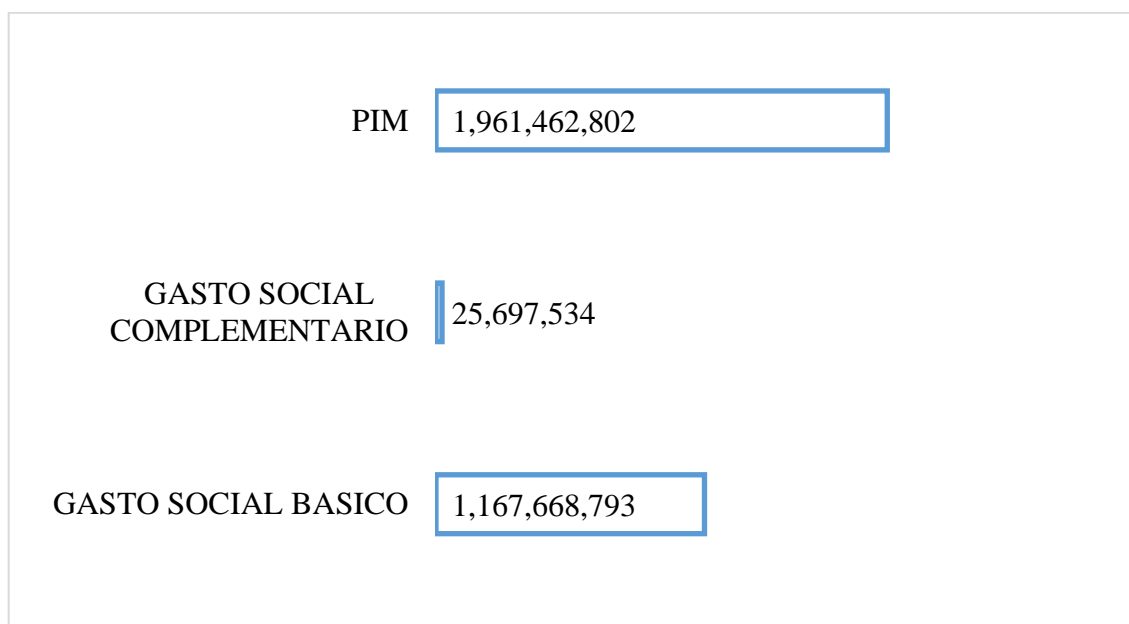 PIM 1,961,462,802
GASTO SOCIAL
COMPLEMENTARIO
25,697,534
GASTO SOCIAL BASICO 1,167,668,793